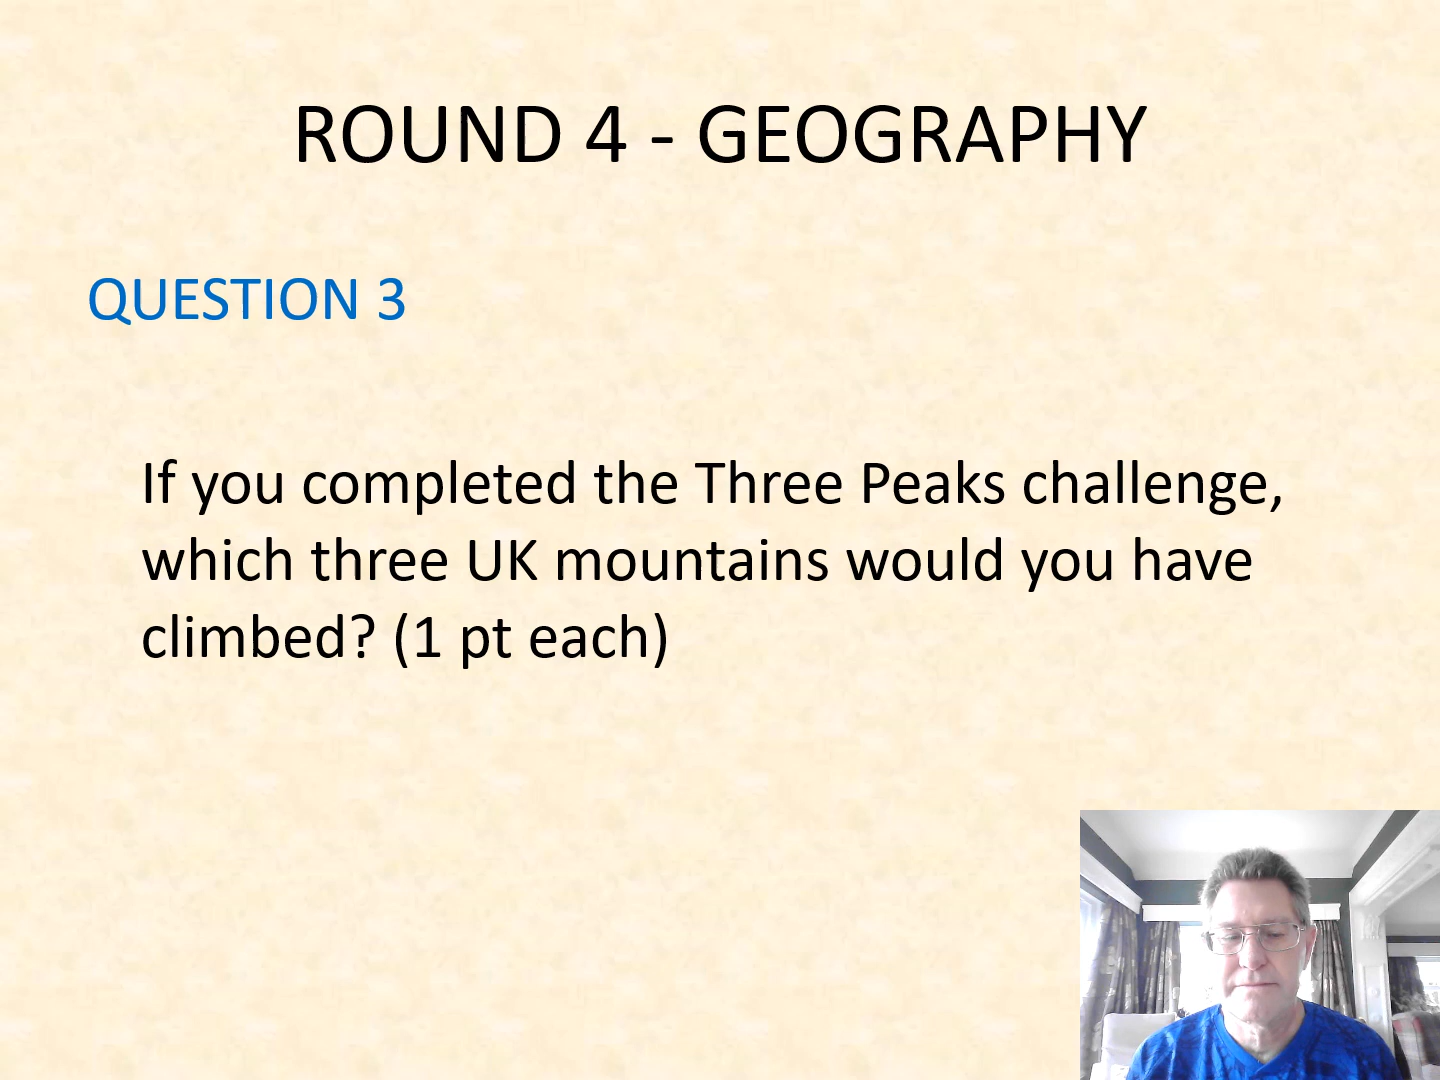 ROUND 4 - GEOGRAPHY
QUESTION 3
If you completed the Three Peaks challenge,
which three UK mountains would you have
climbed? (1 pt each)